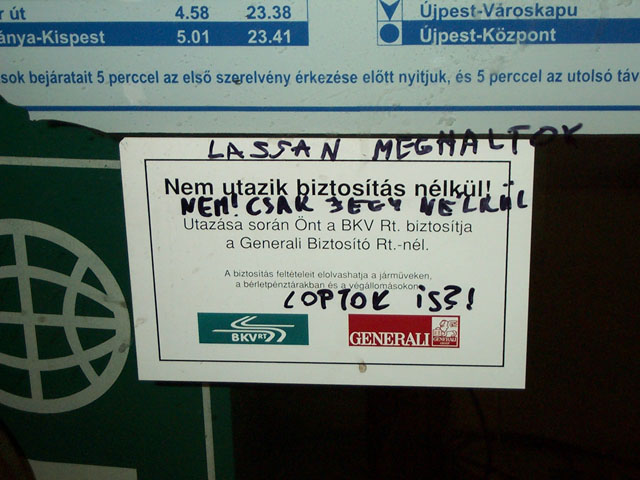 r út 4.58 23.38
ánya-Kispest 5.01 23.41
Újpest-Városkapu
Újpest-Központ
sok bejáratait 5 perccel az első szerelvény érkezése előtt nyitjuk, és 5 perccel az utolsó táv
LASSAN MEGHALTOK
Nem utazik biztosítás nélkül!
NEM! CSAK JEGY NÉLKÜL
Utazása során Önt a BKV Rt. biztosítja
a Generali Biztosító Rt.-nél.
A biztosítás feltételeit elolvashatja a járműveken,
a bérletpénztárakban és a végállomásokon.
LOPTOK IS?!
BKV RT
GENERALI